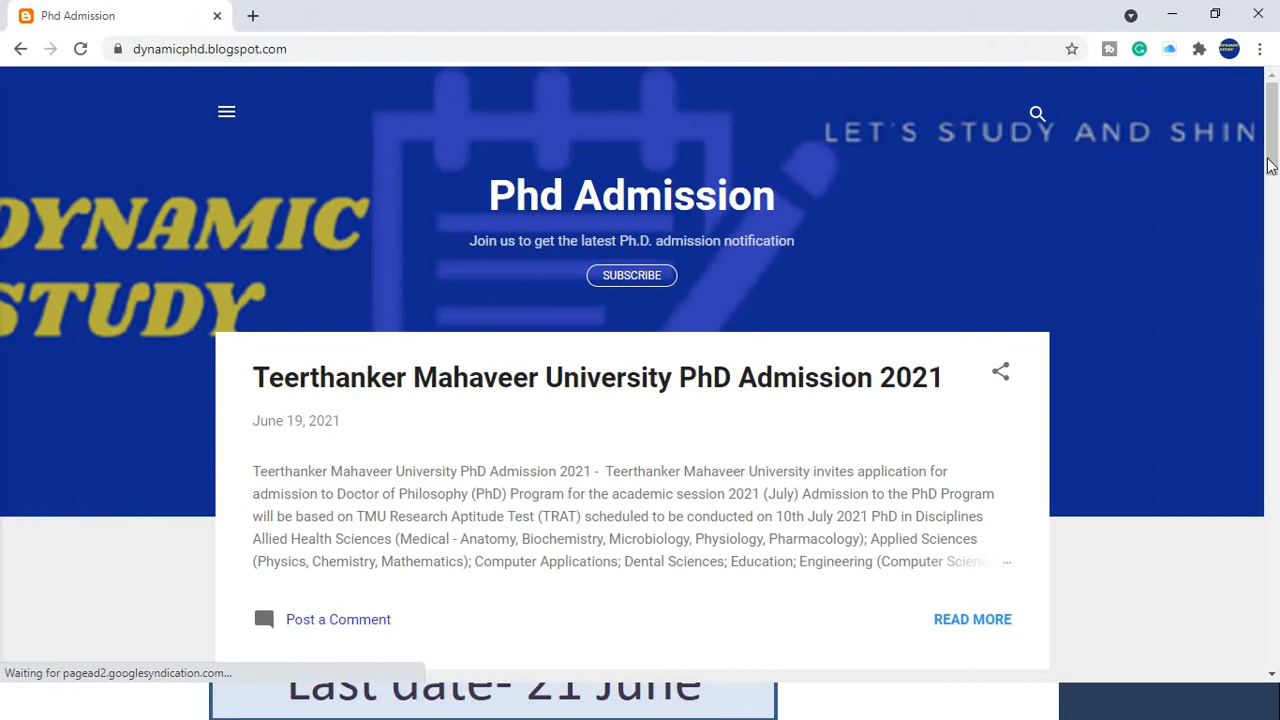 Phd Admission
dynamicphd.blogspot.com
LET'S STUDY AND SHIN
DYNAMIC
STUDY
Phd Admission
Join us to get the latest Ph.D. admission notification
SUBSCRIBE
Teerthanker Mahaveer University PhD Admission 2021
June 19, 2021
Teerthanker Mahaveer University PhD Admission 2021 - Teerthanker Mahaveer University invites application for
admission to Doctor of Philosophy (PhD) Program for the academic session 2021 (July) Admission to the PhD Program
will be based on TMU Research Aptitude Test (TRAT) scheduled to be conducted on 10th July 2021 PhD in Disciplines
Allied Health Sciences (Medical - Anatomy, Biochemistry, Microbiology, Physiology, Pharmacology); Applied Sciences
(Physics, Chemistry, Mathematics); Computer Applications; Dental Sciences; Education; Engineering (Computer Scien ...
Post a Comment
READ MORE
Waiting for pagead2.googlesyndication.com...
Last date- 21 June